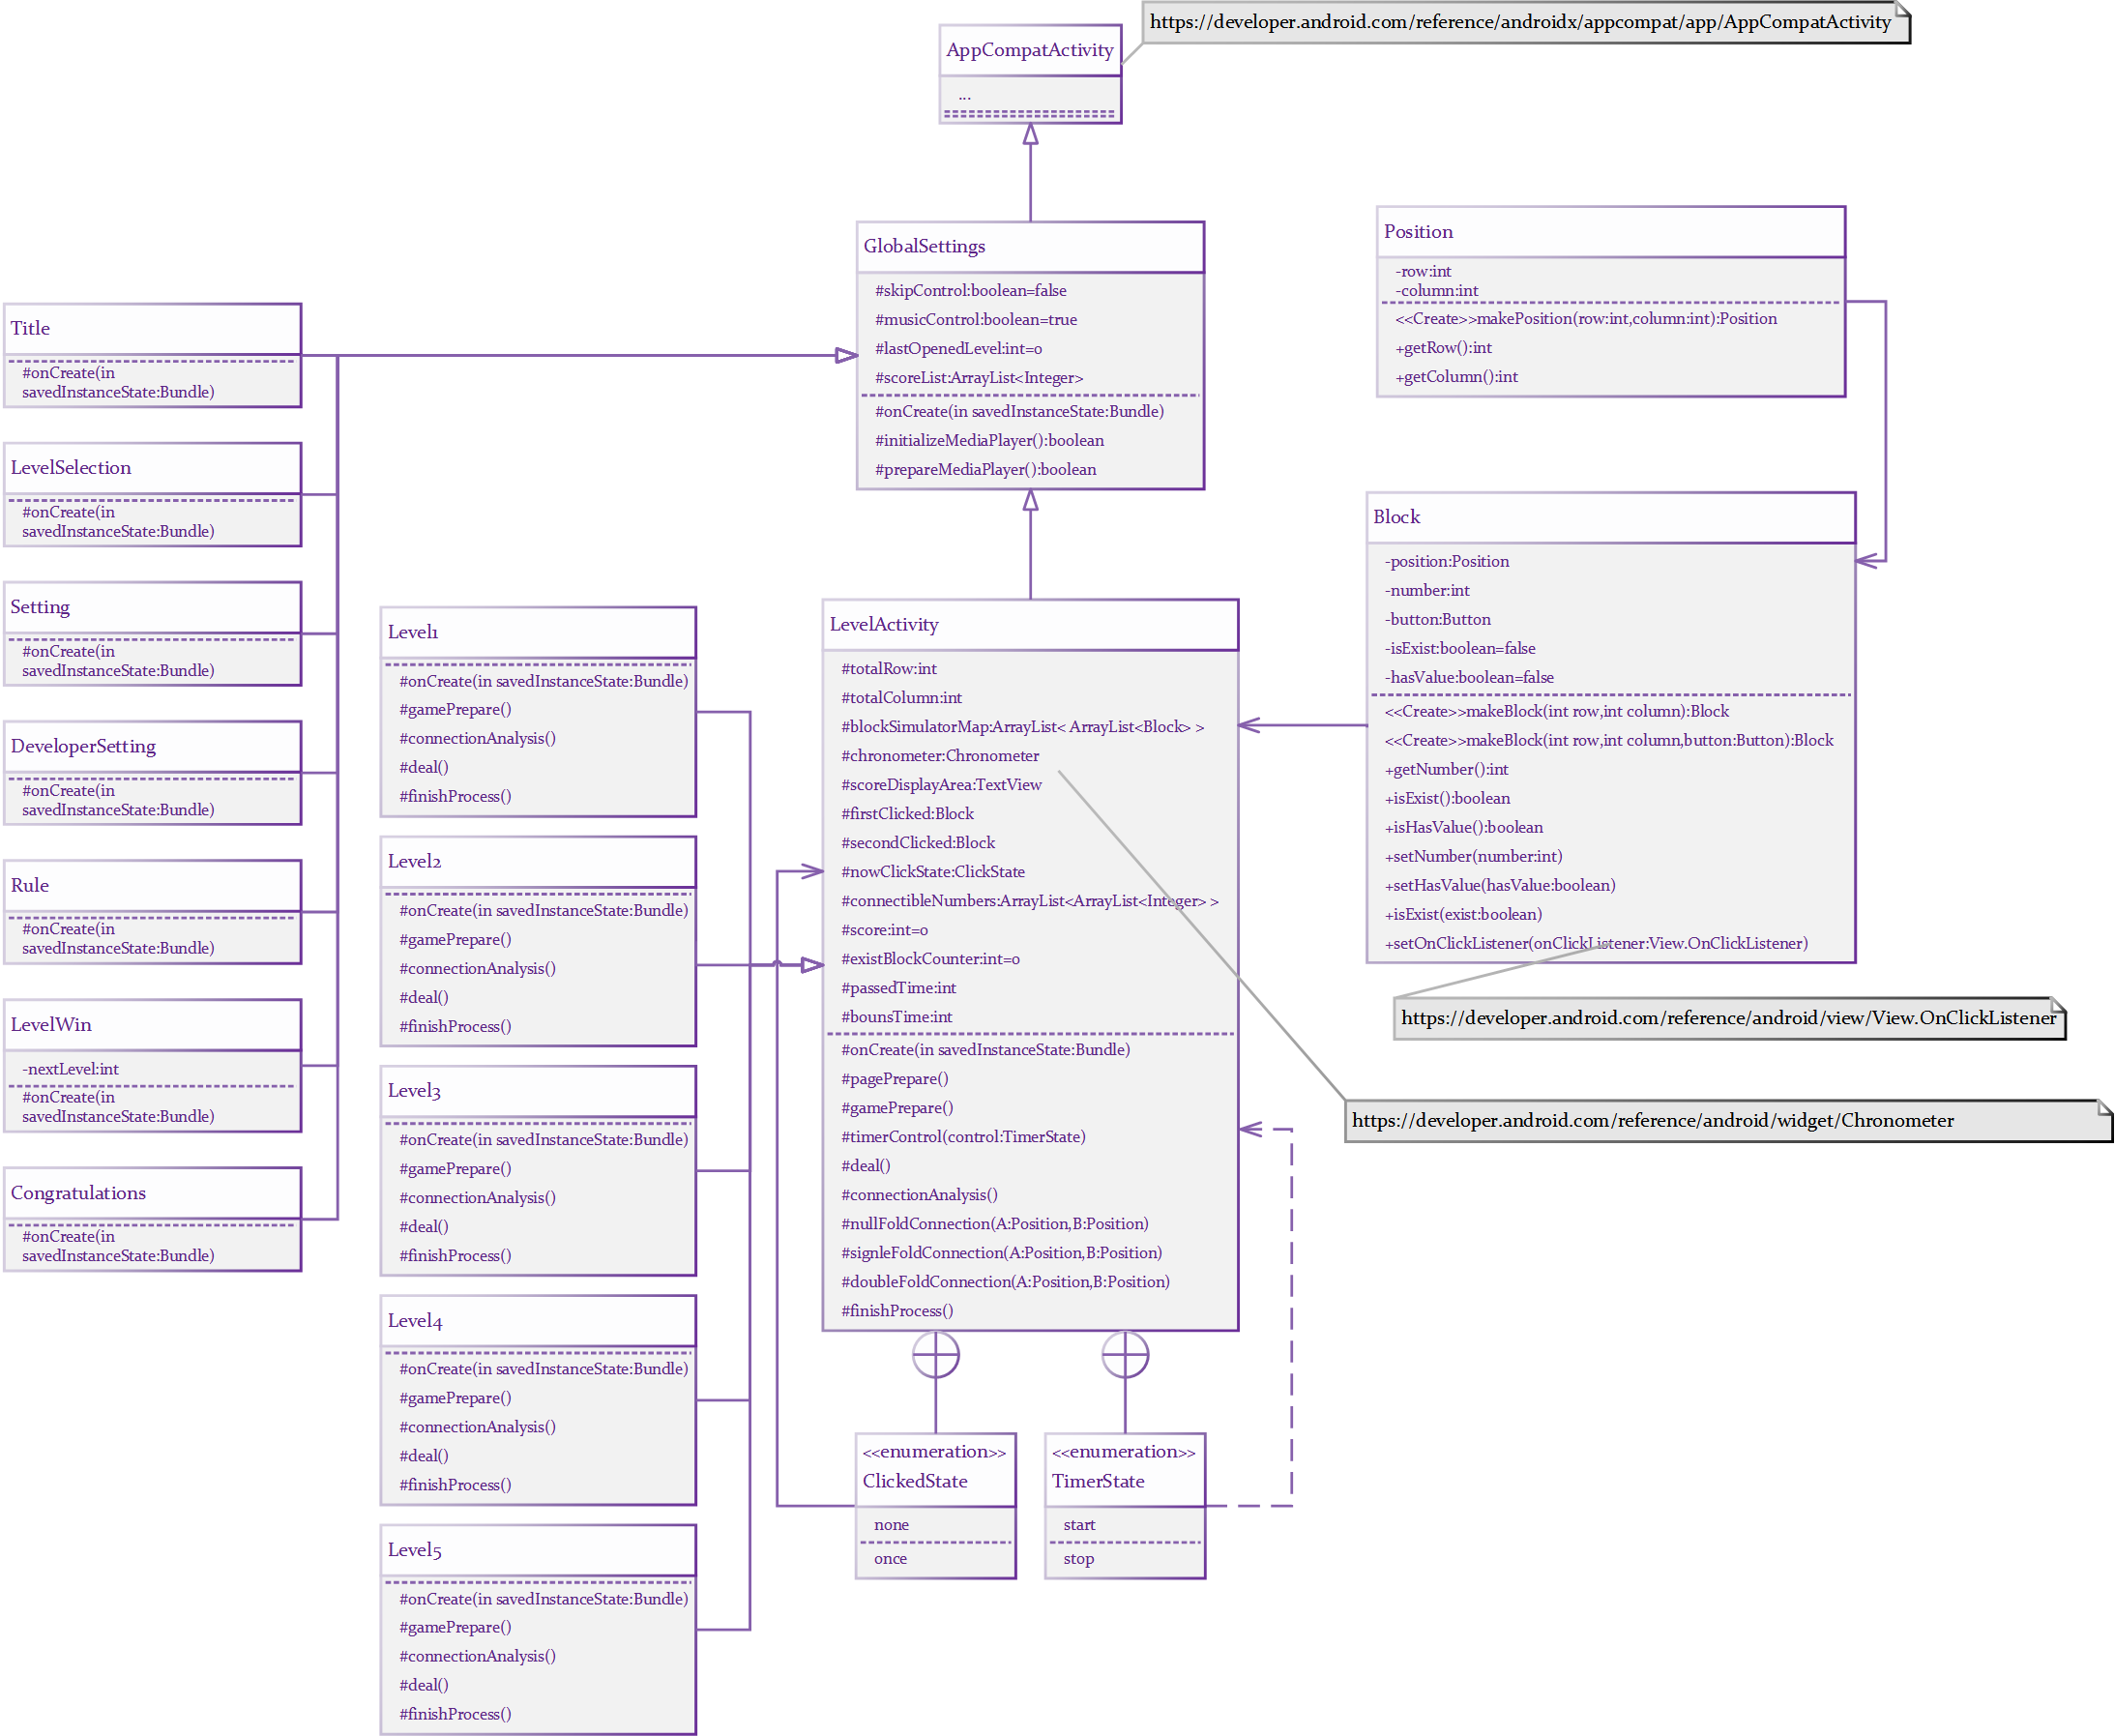 https://developer.android.com/reference/androidx/appcompat/app/AppCompatActivity
AppCompatActivity
...
GlobalSettings
#skipControl:boolean=false
#musicControl:boolean=true
#lastOpenedLevel:int=0
#scoreList:ArrayList<Integer>
#onCreate(in savedInstanceState:Bundle)
#initializeMediaPlayer():boolean
#prepareMediaPlayer():boolean
Position
-row:int
-column:int
<<Create>>makePosition(row:int,column:int):Position
+getRow():int
+getColumn():int
Title
#onCreate(in
savedInstanceState:Bundle)
LevelSelection
#onCreate(in
savedInstanceState:Bundle)
Setting
#onCreate(in
savedInstanceState:Bundle)
DeveloperSetting
#onCreate(in
savedInstanceState:Bundle)
Rule
#onCreate(in
savedInstanceState:Bundle)
LevelWin
-nextLevel:int
#onCreate(in
savedInstanceState:Bundle)
Congratulations
#onCreate(in
savedInstanceState:Bundle)
Level1
#onCreate(in savedInstanceState:Bundle)
#gamePrepare()
#connectionAnalysis()
#deal()
#finishProcess()
Level2
#onCreate(in savedInstanceState:Bundle)
#gamePrepare()
#connectionAnalysis()
#deal()
#finishProcess()
Level3
#onCreate(in savedInstanceState:Bundle)
#gamePrepare()
#connectionAnalysis()
#deal()
#finishProcess()
Level4
#onCreate(in savedInstanceState:Bundle)
#gamePrepare()
#connectionAnalysis()
#deal()
#finishProcess()
Level5
#onCreate(in savedInstanceState:Bundle)
#gamePrepare()
#connectionAnalysis()
#deal()
#finishProcess()
LevelActivity
#totalRow:int
#totalColumn:int
#blockSimulatorMap:ArrayList< ArrayList<Block> >
#chronometer:Chronometer
#scoreDisplayArea:TextView
#firstClicked:Block
#secondClicked:Block
#nowClickState:ClickState
#connectibleNumbers:ArrayList<ArrayList<Integer> >
#score:int=0
#existBlockCounter:int=0
#passedTime:int
#bounsTime:int
#onCreate(in savedInstanceState:Bundle)
#pagePrepare()
#gamePrepare()
#timerControl(control:TimerState)
#deal()
#connectionAnalysis()
#nullFoldConnection(A:Position,B:Position)
#signleFoldConnection(A:Position,B:Position)
#doubleFoldConnection(A:Position,B:Position)
#finishProcess()
Block
-position:Position
-number:int
-button:Button
-isExist:boolean=false
-hasValue:boolean=false
<<Create>>makeBlock(int row,int column):Block
<<Create>>makeBlock(int row,int column,button:Button):Block
+getNumber():int
+isExist():boolean
+isHasValue():boolean
+setNumber(number:int)
+setHasValue(hasValue:boolean)
+isExist(exist:boolean)
+setOnClickListener(onClickListener:View.OnClickListener)
https://developer.android.com/reference/android/view/View.OnClickListener
https://developer.android.com/reference/android/widget/Chronometer
<<enumeration>>
ClickedState
none
once
<<enumeration>>
TimerState
start
stop